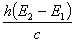 h(E₂ − E₁)
c